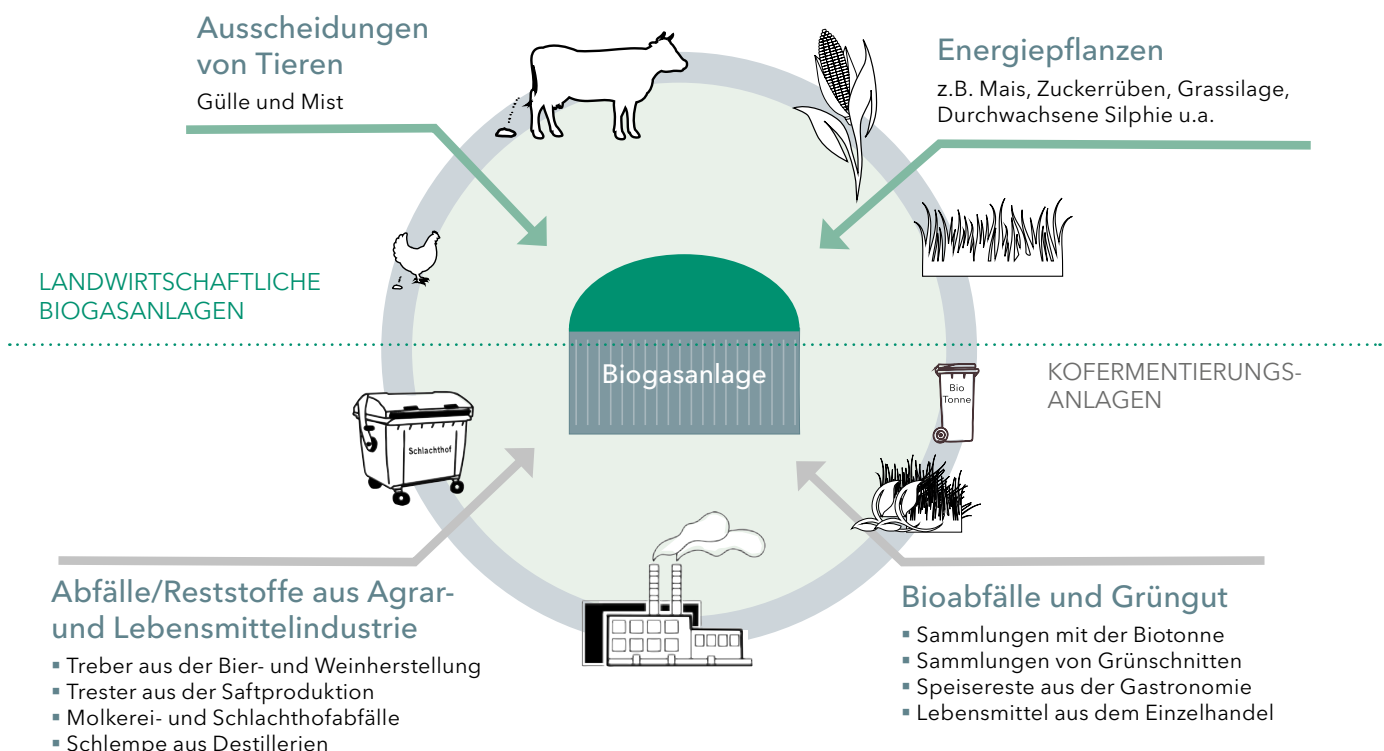 Ausscheidungen
von Tieren
Gülle und Mist
Energiepflanzen
z.B. Mais, Zuckerrüben, Grassilage,
Durchwachsene Silphie u.a.
LANDWIRTSCHAFTLICHE
BIOGASANLAGEN
Biogasanlage
KOFERMENTIERUNGS-
ANLAGEN
Bio
Tonne
Schlachthof
Abfälle/Reststoffe aus Agrar-
und Lebensmittelindustrie
▪ Treber aus der Bier- und Weinherstellung
▪ Trester aus der Saftproduktion
▪ Molkerei- und Schlachthofabfälle
▪ Schlempe aus Destillerien
Bioabfälle und Grüngut
▪ Sammlungen mit der Biotonne
▪ Sammlungen von Grünschnitten
▪ Speisereste aus der Gastronomie
▪ Lebensmittel aus dem Einzelhandel